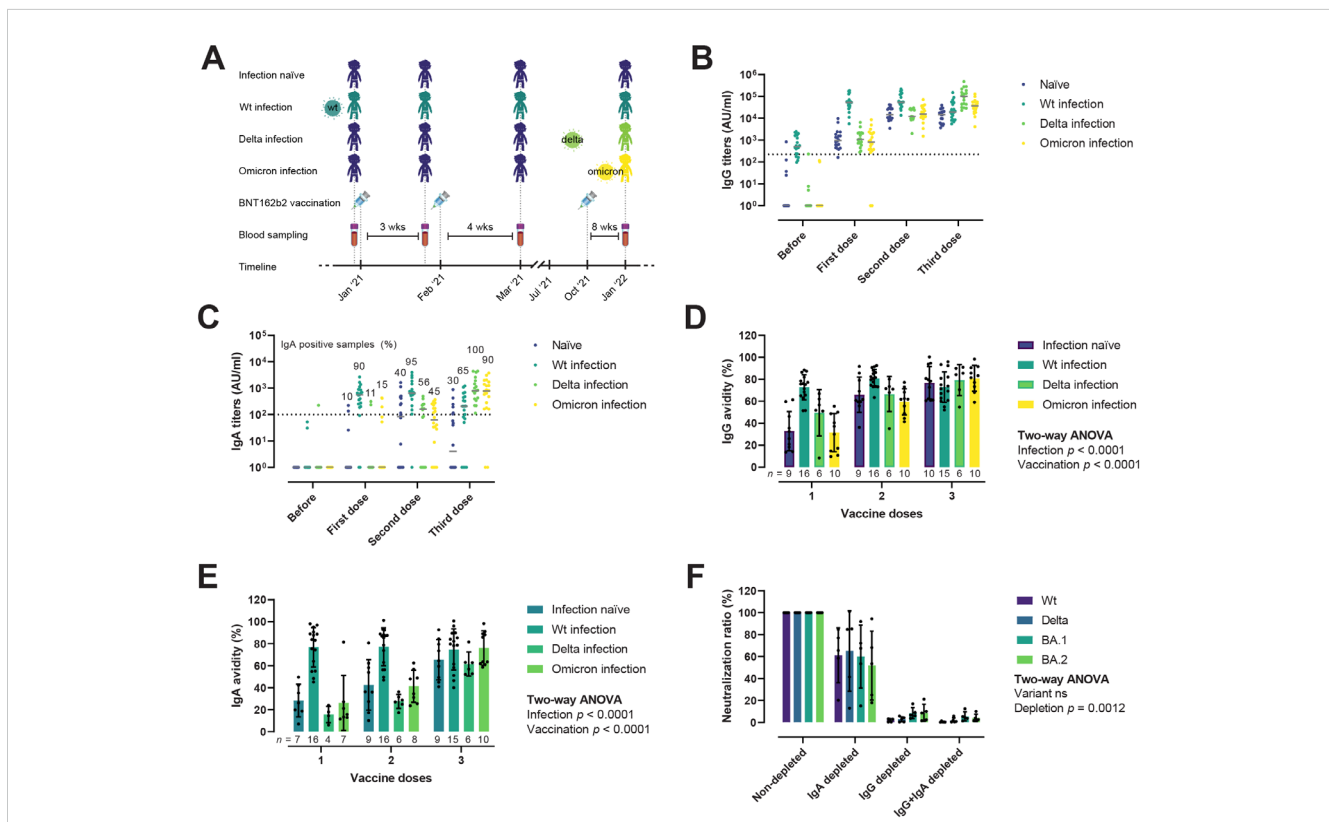 A
Infection naïve
Wt infection
wt
Delta infection
delta
Omicron infection
omicron
BNT162b2 vaccination
Blood sampling
3 wks
4 wks
8 wks
Timeline
Jan '21
Feb '21
Mar '21
Jul '21
Oct '21
Jan '22
B
IgG titers (AU/ml)
10⁶
10⁵
10⁴
10³
10²
10¹
10⁰
Before
First dose
Second dose
Third dose
Naïve
Wt infection
Delta infection
Omicron infection
C
IgA titers (AU/ml)
10⁵
10⁴
10³
10²
10¹
10⁰
IgA positive samples (%)
10
90
11
15
40
95
56
45
30
65
100
90
Before
First dose
Second dose
Third dose
Naïve
Wt infection
Delta infection
Omicron infection
D
IgG avidity (%)
120
100
80
60
40
20
0
n = 9 16 6 10 9 16 6 10 10 15 6 10
1 2 3
Vaccine doses
Infection naïve
Wt infection
Delta infection
Omicron infection
Two-way ANOVA
Infection p < 0.0001
Vaccination p < 0.0001
E
IgA avidity (%)
120
100
80
60
40
20
0
n = 7 16 4 7 9 16 6 8 9 15 6 10
1 2 3
Vaccine doses
Infection naïve
Wt infection
Delta infection
Omicron infection
Two-way ANOVA
Infection p < 0.0001
Vaccination p < 0.0001
F
Neutralization ratio (%)
120
100
80
60
40
20
0
Non-depleted
IgA depleted
IgG depleted
IgG+IgA depleted
Wt
Delta
BA.1
BA.2
Two-way ANOVA
Variant ns
Depletion p = 0.0012